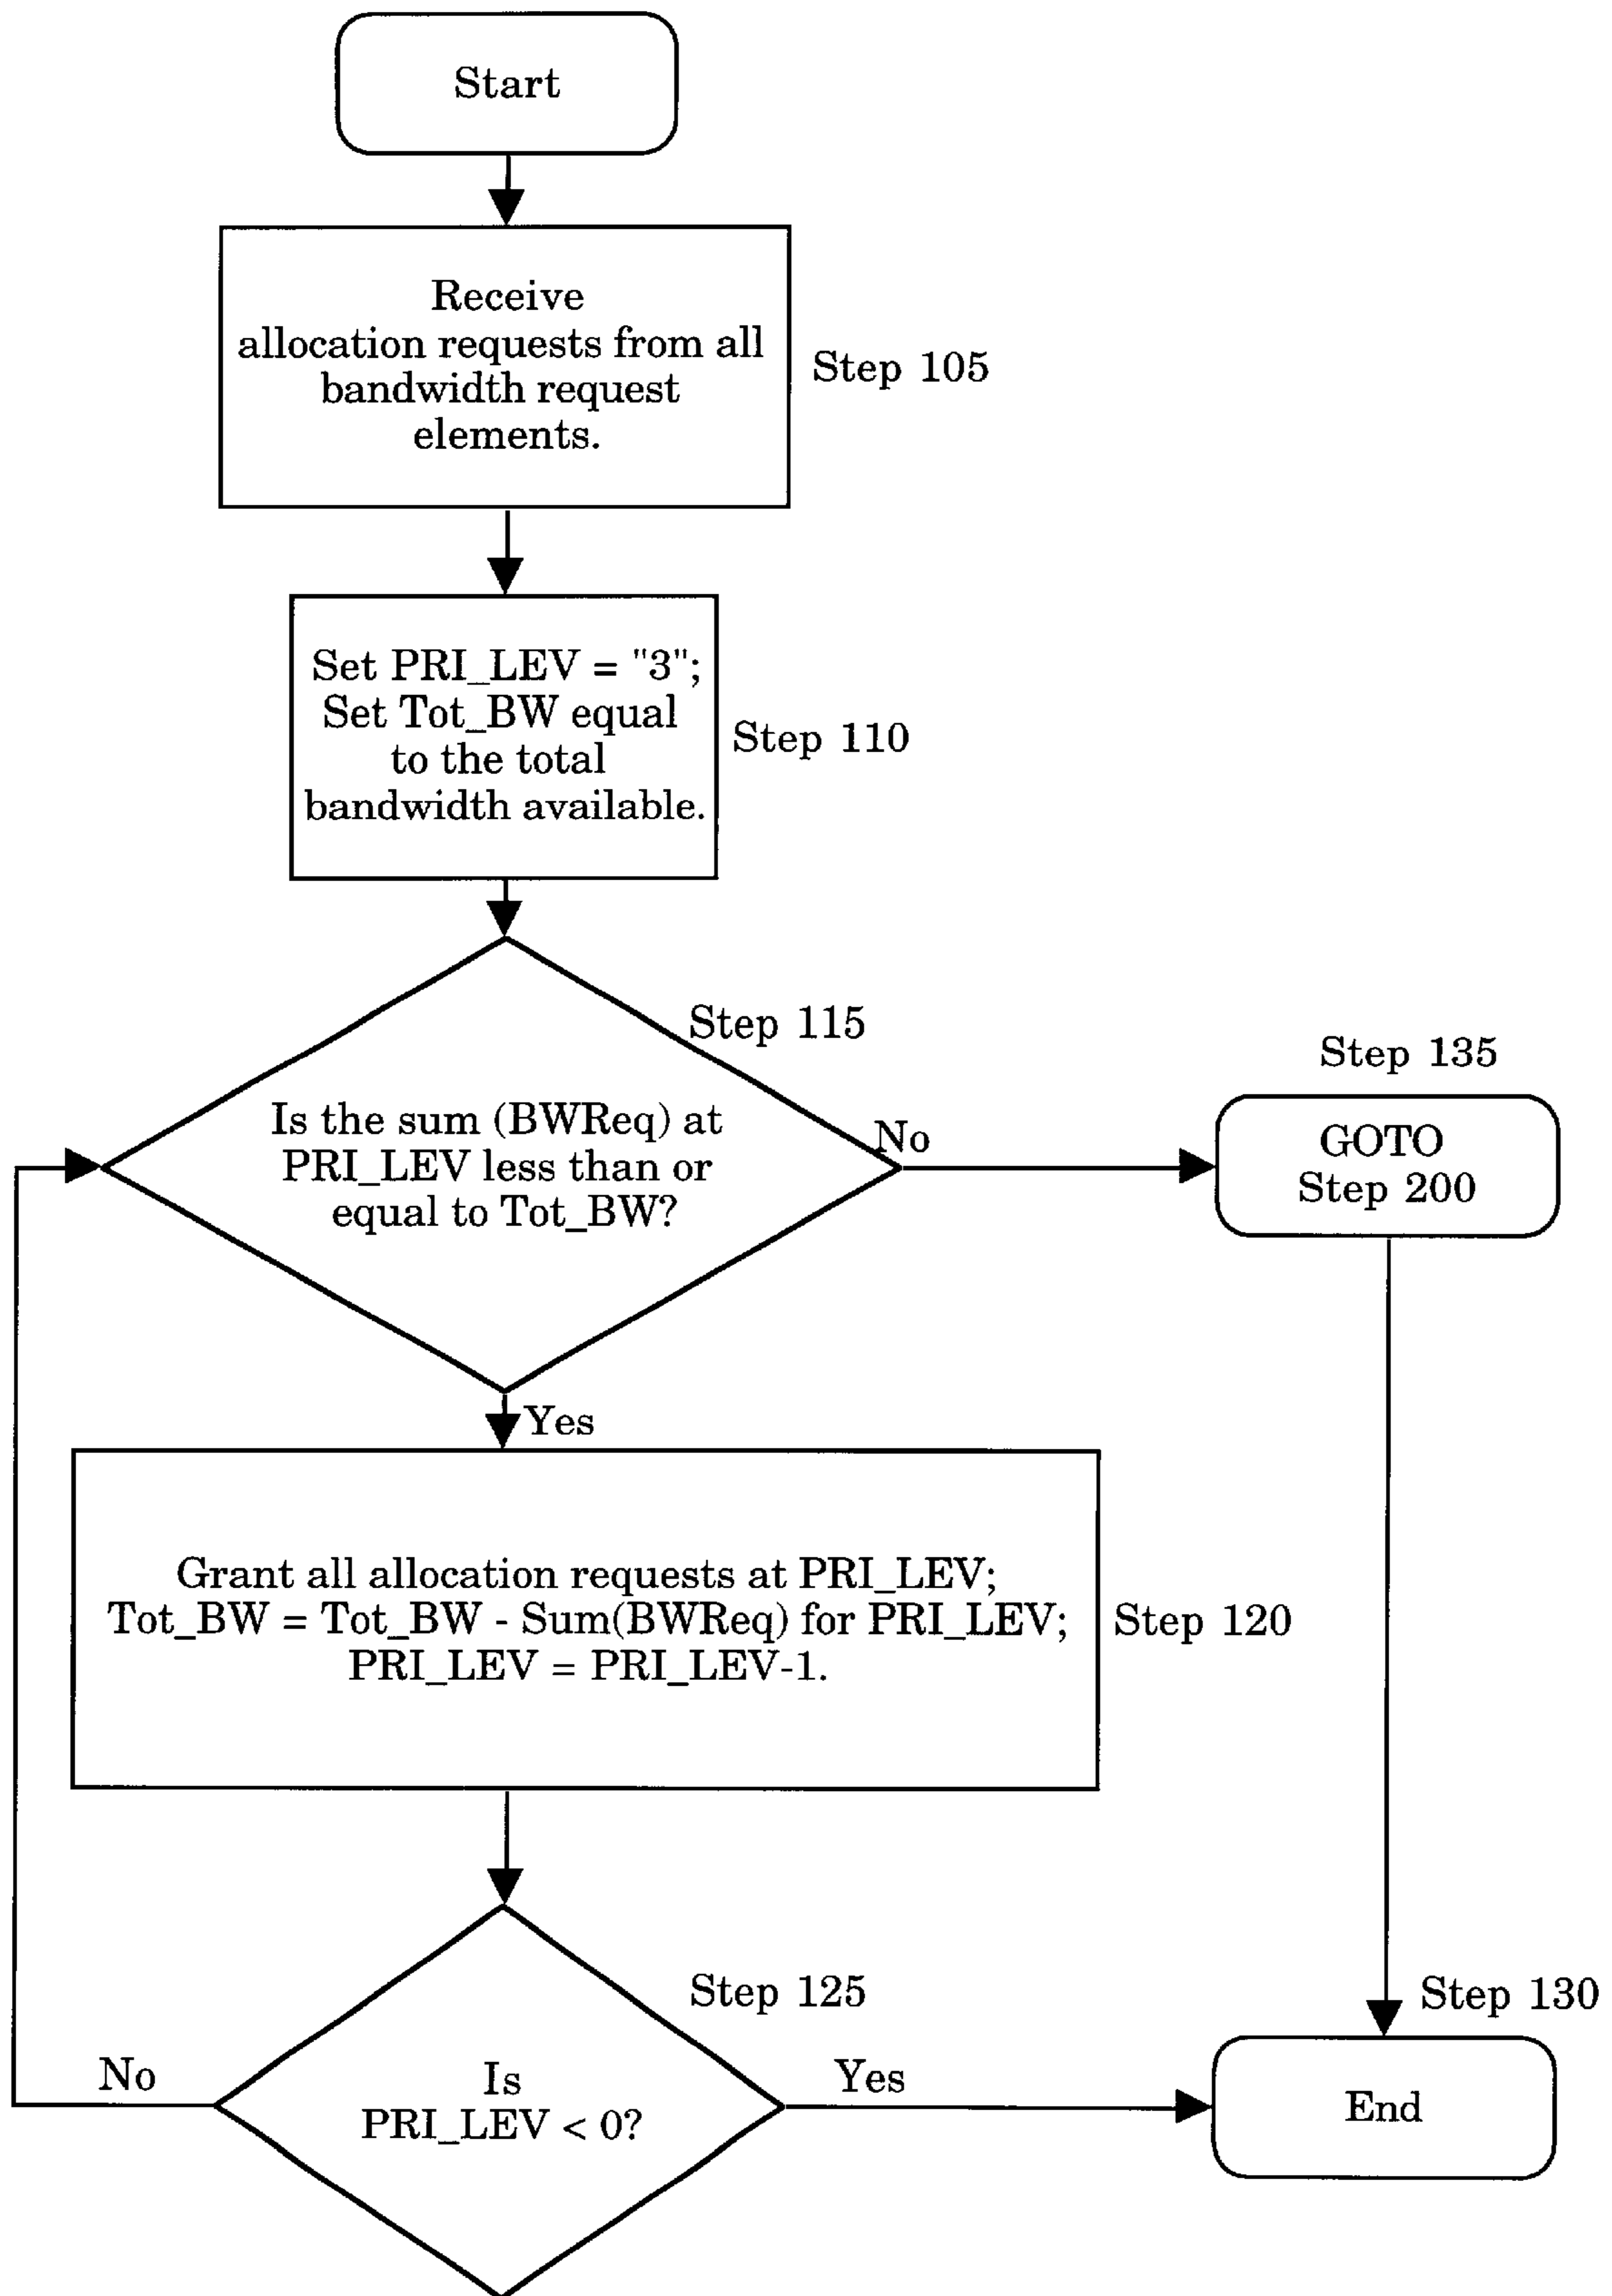 Start
Receive
allocation requests from all
bandwidth request
elements.
Step 105
Set PRI_LEV = "3";
Set Tot_BW equal
to the total
bandwidth available.
Step 110
Step 115
Is the sum (BWReq) at
PRI_LEV less than or
equal to Tot_BW?
No
Step 135
GOTO
Step 200
Yes
Grant all allocation requests at PRI_LEV;
Tot_BW = Tot_BW - Sum(BWReq) for PRI_LEV;
PRI_LEV = PRI_LEV-1.
Step 120
Step 125
Is
PRI_LEV < 0?
No
Yes
Step 130
End